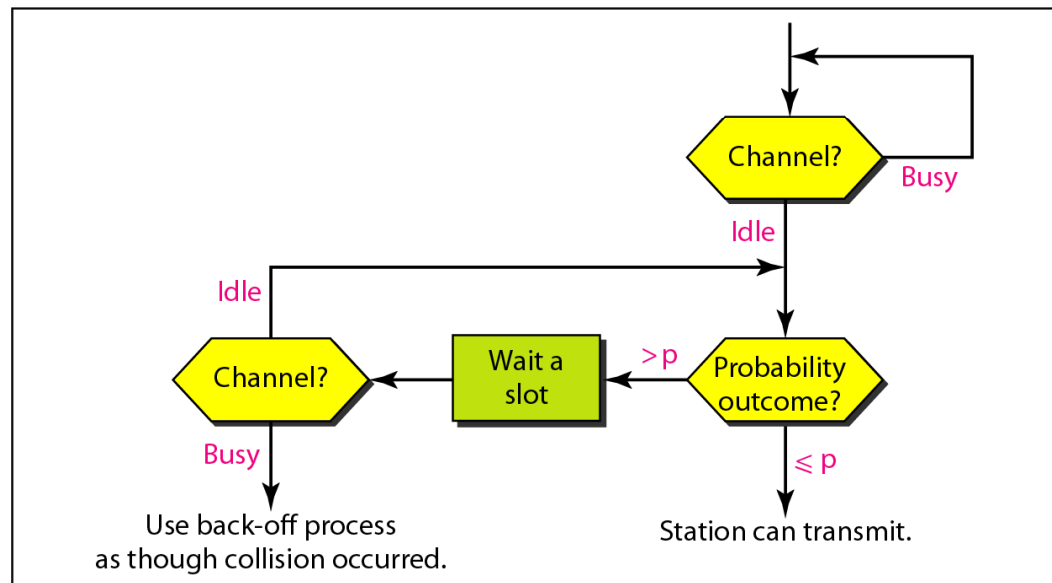 Channel?
Busy
Idle
Idle
Channel?
Wait a
slot
> p
Probability
outcome?
Busy
⩽ p
Use back-off process
as though collision occurred.
Station can transmit.